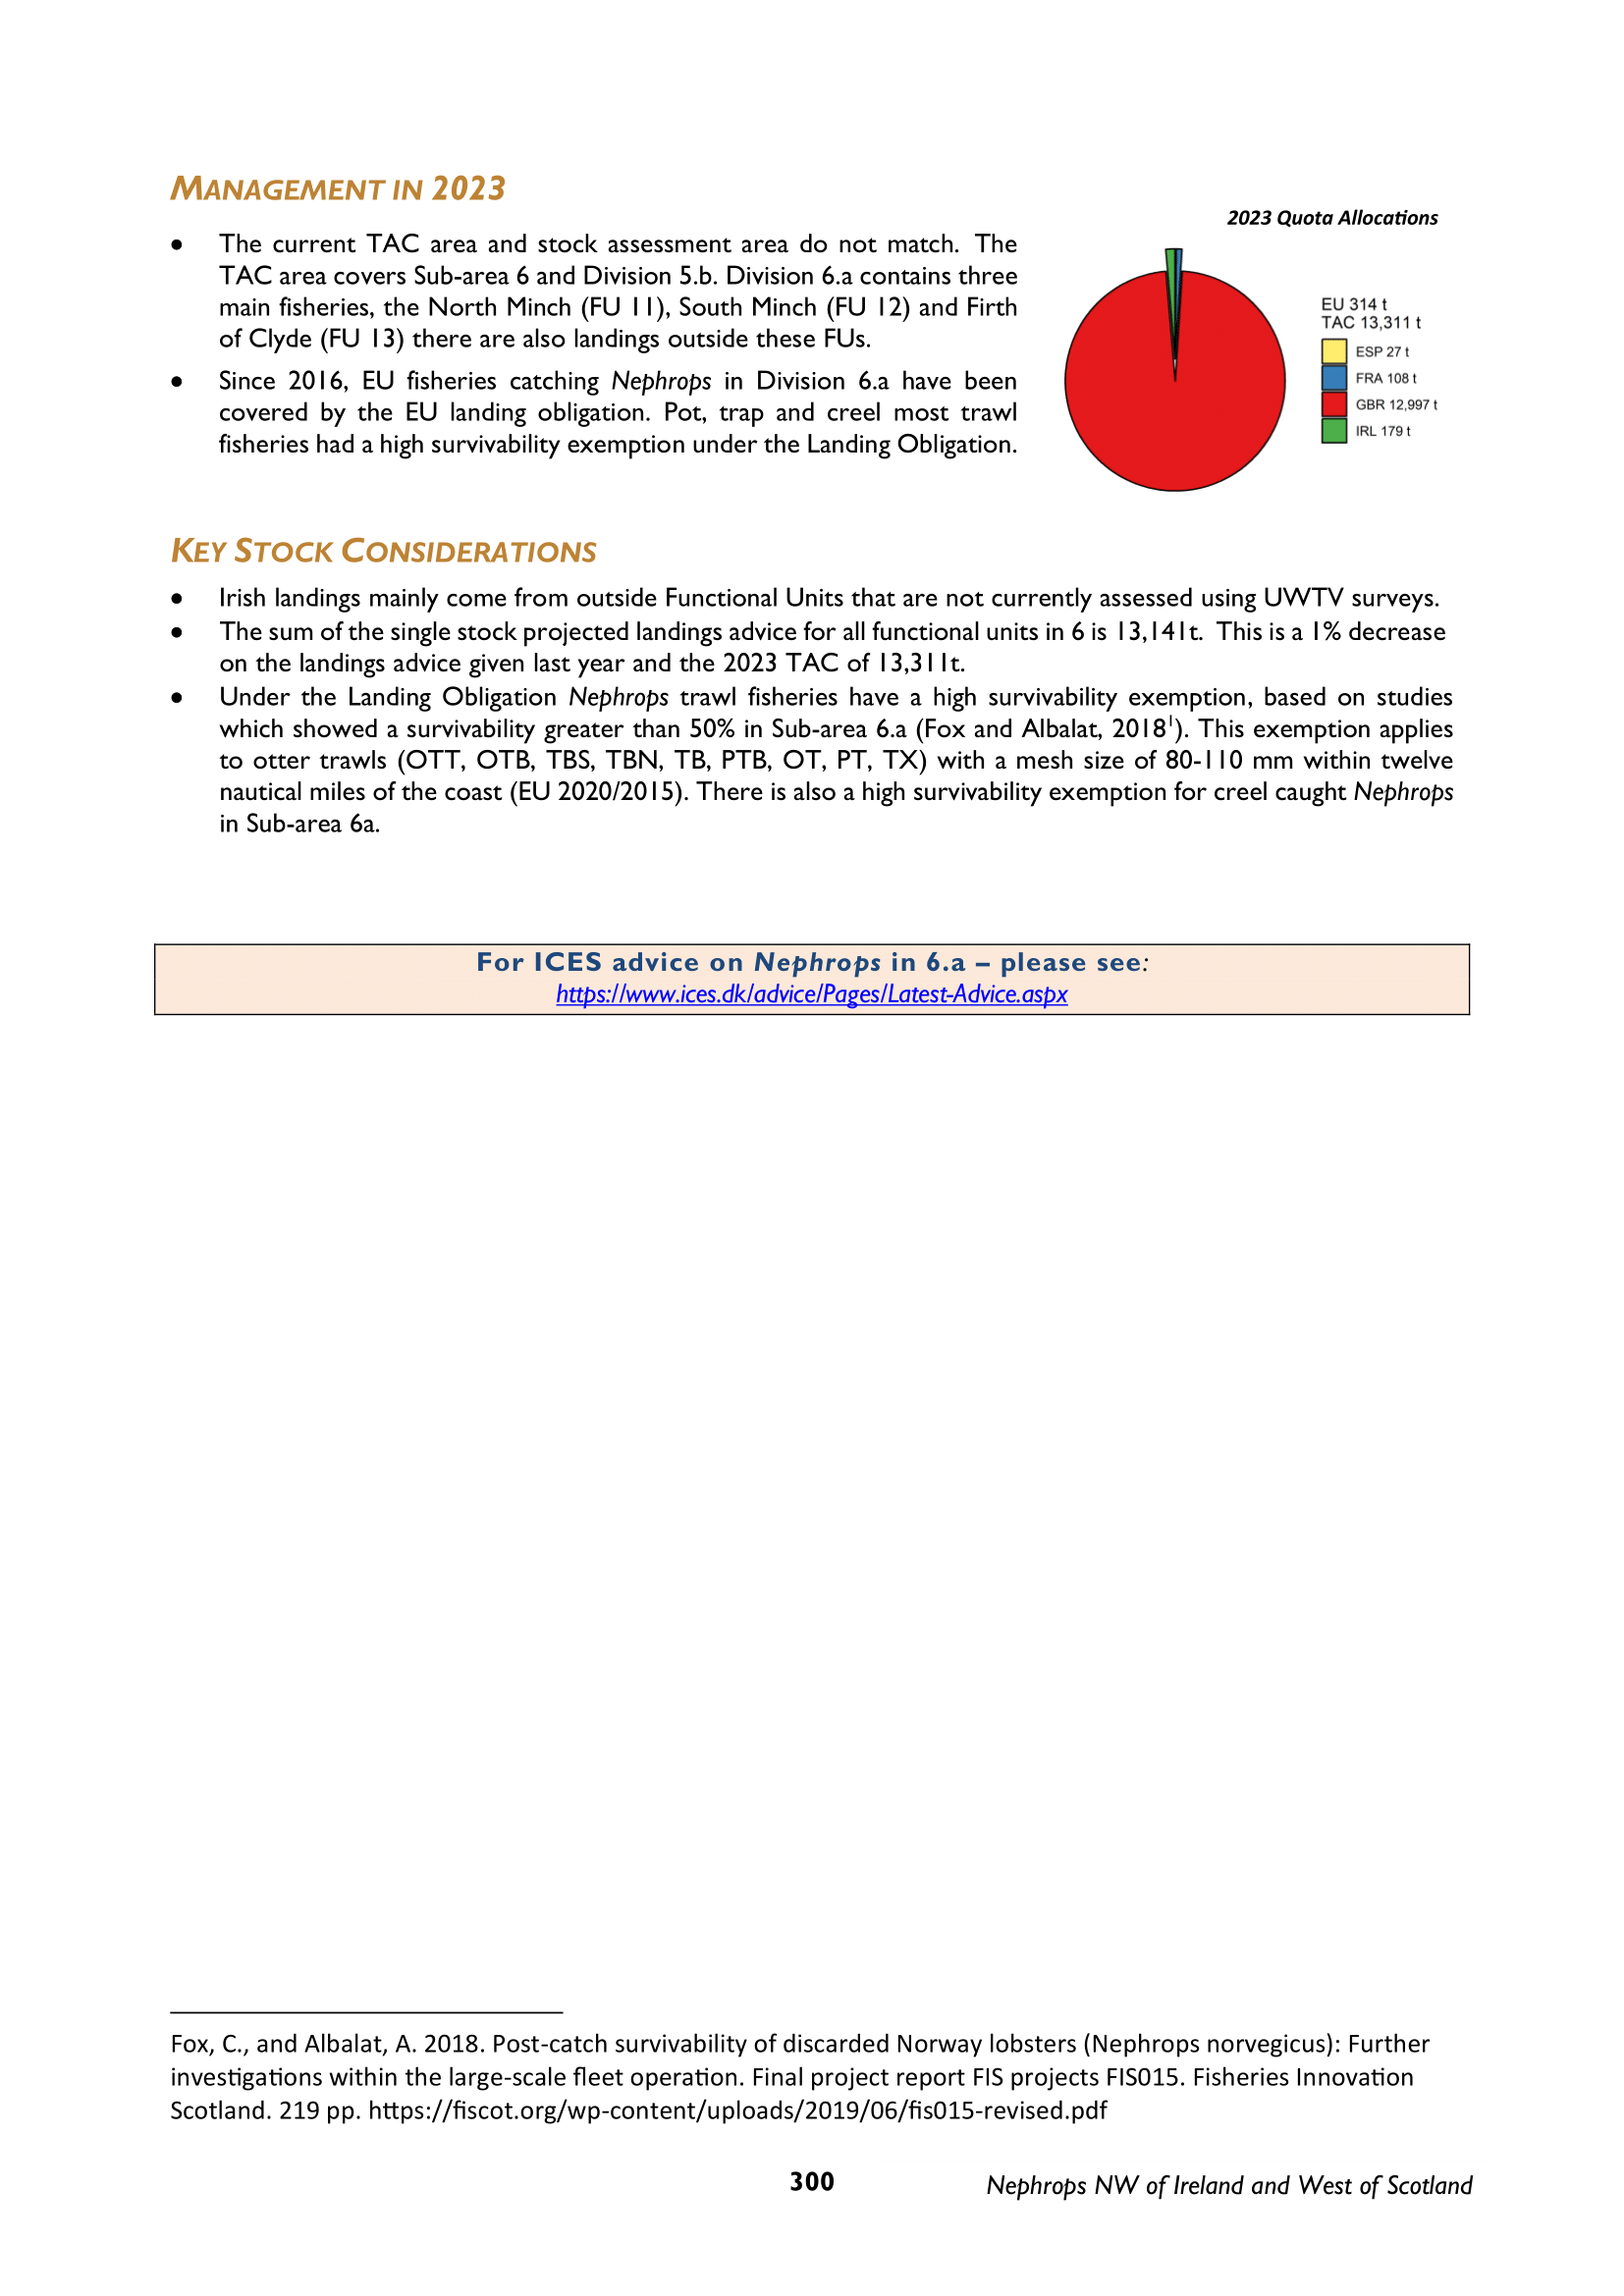 MANAGEMENT IN 2023
• The current TAC area and stock assessment area do not match. The
TAC area covers Sub-area 6 and Division 5.b. Division 6.a contains three
main fisheries, the North Minch (FU 11), South Minch (FU 12) and Firth
of Clyde (FU 13) there are also landings outside these FUs.
• Since 2016, EU fisheries catching Nephrops in Division 6.a have been
covered by the EU landing obligation. Pot, trap and creel most trawl
fisheries had a high survivability exemption under the Landing Obligation.
2023 Quota Allocations
EU 314 t
TAC 13,311 t
ESP 27 t
FRA 108 t
GBR 12,997 t
IRL 179 t
KEY STOCK CONSIDERATIONS
• Irish landings mainly come from outside Functional Units that are not currently assessed using UWTV surveys.
• The sum of the single stock projected landings advice for all functional units in 6 is 13,141t. This is a 1% decrease
on the landings advice given last year and the 2023 TAC of 13,311t.
• Under the Landing Obligation Nephrops trawl fisheries have a high survivability exemption, based on studies
which showed a survivability greater than 50% in Sub-area 6.a (Fox and Albalat, 2018¹). This exemption applies
to otter trawls (OTT, OTB, TBS, TBN, TB, PTB, OT, PT, TX) with a mesh size of 80-110 mm within twelve
nautical miles of the coast (EU 2020/2015). There is also a high survivability exemption for creel caught Nephrops
in Sub-area 6a.
For ICES advice on Nephrops in 6.a – please see:
https://www.ices.dk/advice/Pages/Latest-Advice.aspx
Fox, C., and Albalat, A. 2018. Post-catch survivability of discarded Norway lobsters (Nephrops norvegicus): Further
investigations within the large-scale fleet operation. Final project report FIS projects FIS015. Fisheries Innovation
Scotland. 219 pp. https://fiscot.org/wp-content/uploads/2019/06/fis015-revised.pdf
300
Nephrops NW of Ireland and West of Scotland